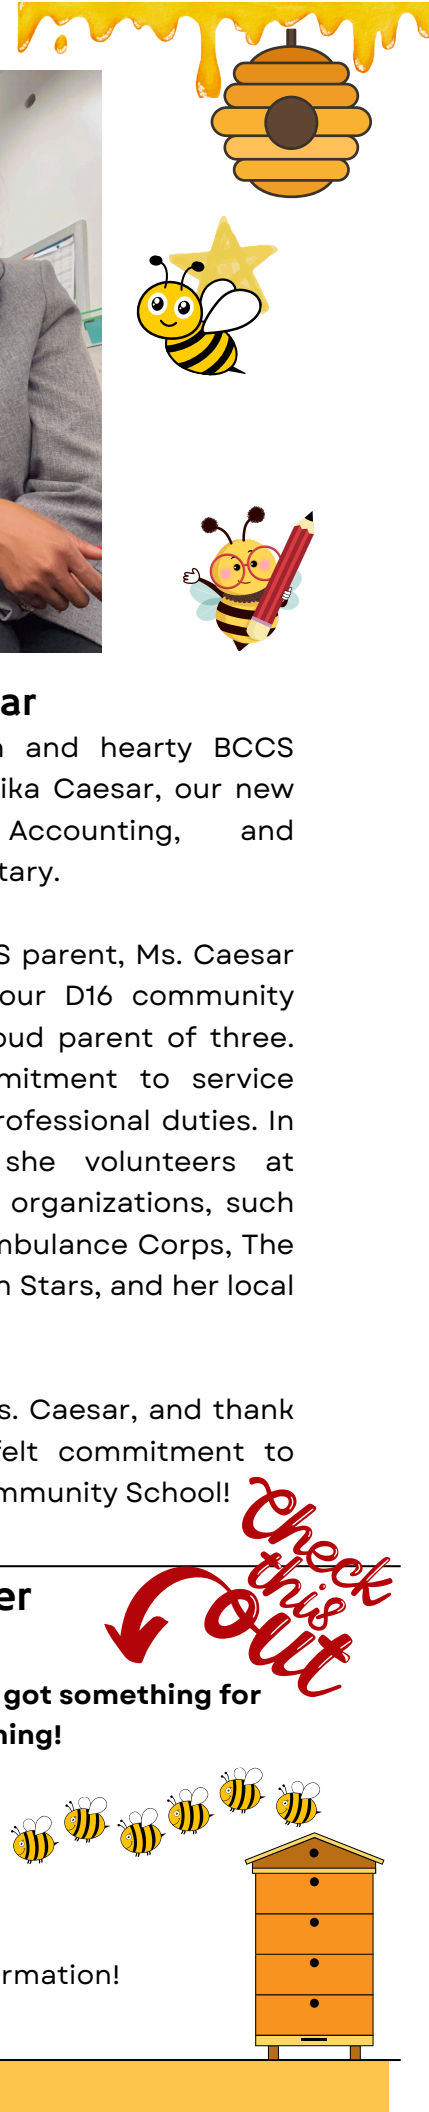 ar
and hearty BCCS
ika Caesar, our new
Accounting, and
tary.
S parent, Ms. Caesar
our D16 community
oud parent of three.
mitment to service
rofessional duties. In
she volunteers at
organizations, such
mbulance Corps, The
n Stars, and her local
s. Caesar, and thank
felt commitment to
mmunity School!
Check
this
out
er
got something for
ning!
rmation!